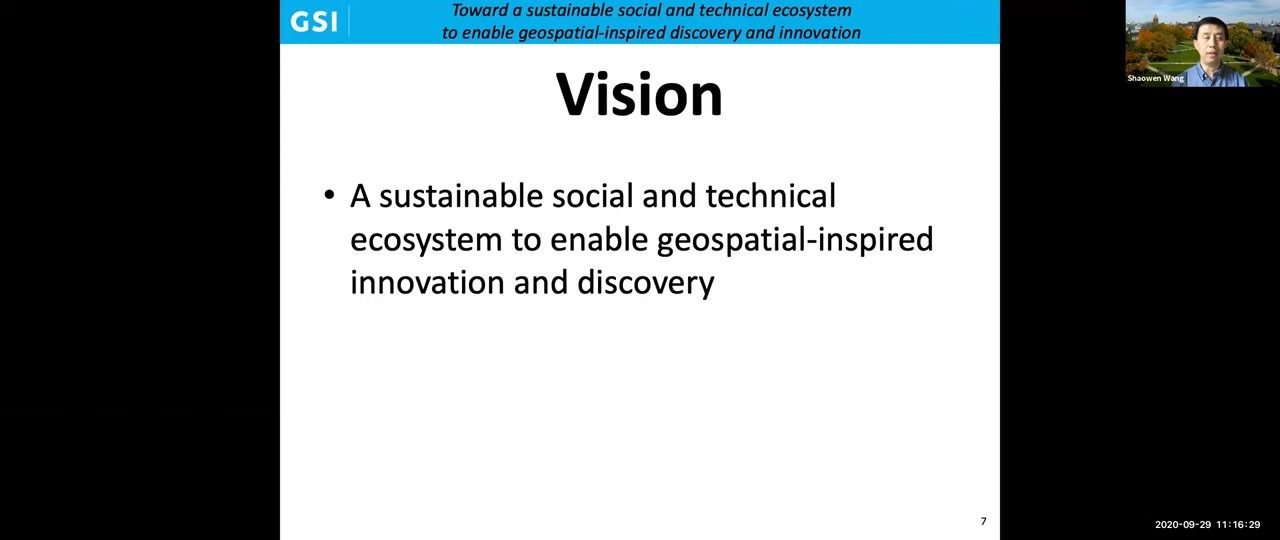 GSI
Toward a sustainable social and technical ecosystem
to enable geospatial-inspired discovery and innovation
Shaowen Wang
Vision
• A sustainable social and technical
ecosystem to enable geospatial-inspired
innovation and discovery
7
2020-09-29 11:16:29